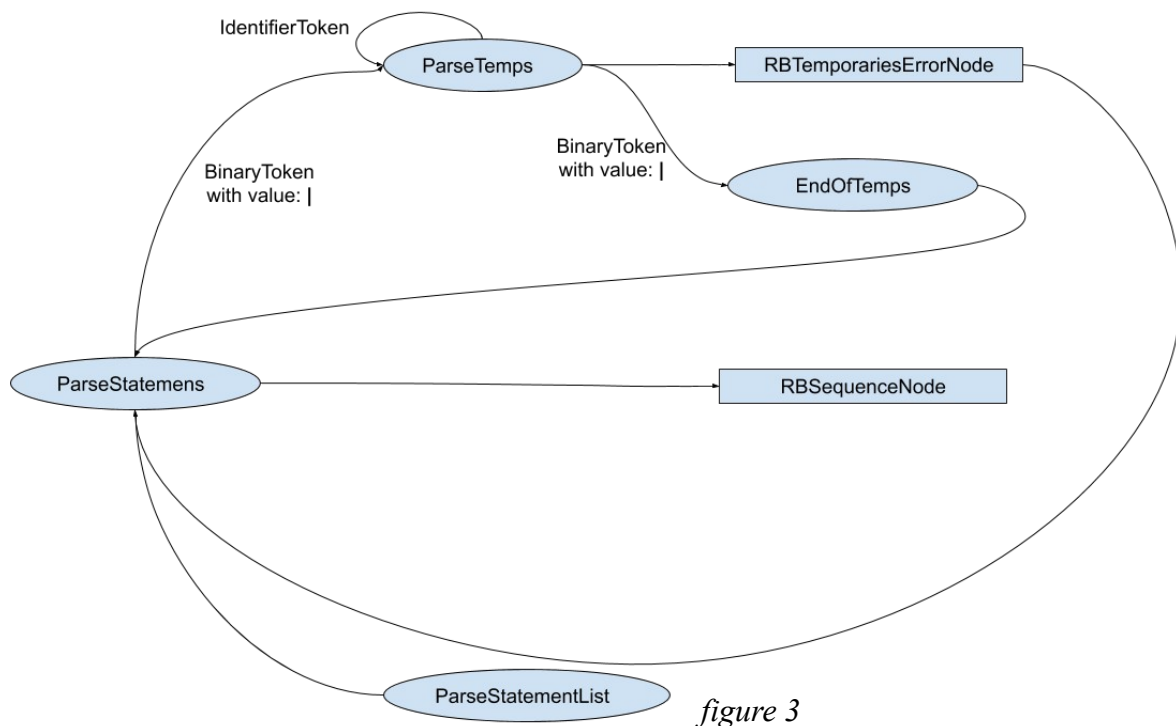 IdentifierToken
ParseTemps
RBTemporariesErrorNode
BinaryToken
with value: |
BinaryToken
with value: |
EndOfTemps
ParseStatemens
RBSequenceNode
ParseStatementList
figure 3